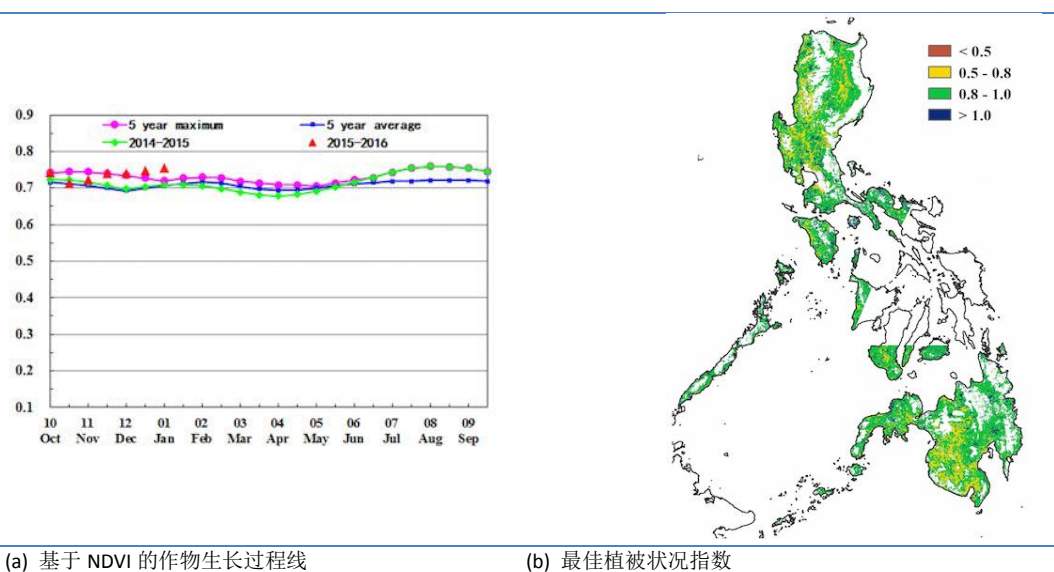 0.9
0.8
0.7
0.6
0.5
0.4
0.3
0.2
0.1
5 year maximum
5 year average
2014-2015
2015-2016
10 11 12 01 02 03 04 05 06 07 08 09
Oct Nov Dec Jan Feb Mar Apr May Jun Jul Aug Sep
< 0.5
0.5 - 0.8
0.8 - 1.0
> 1.0
(a) 基于 NDVI 的作物生长过程线
(b) 最佳植被状况指数